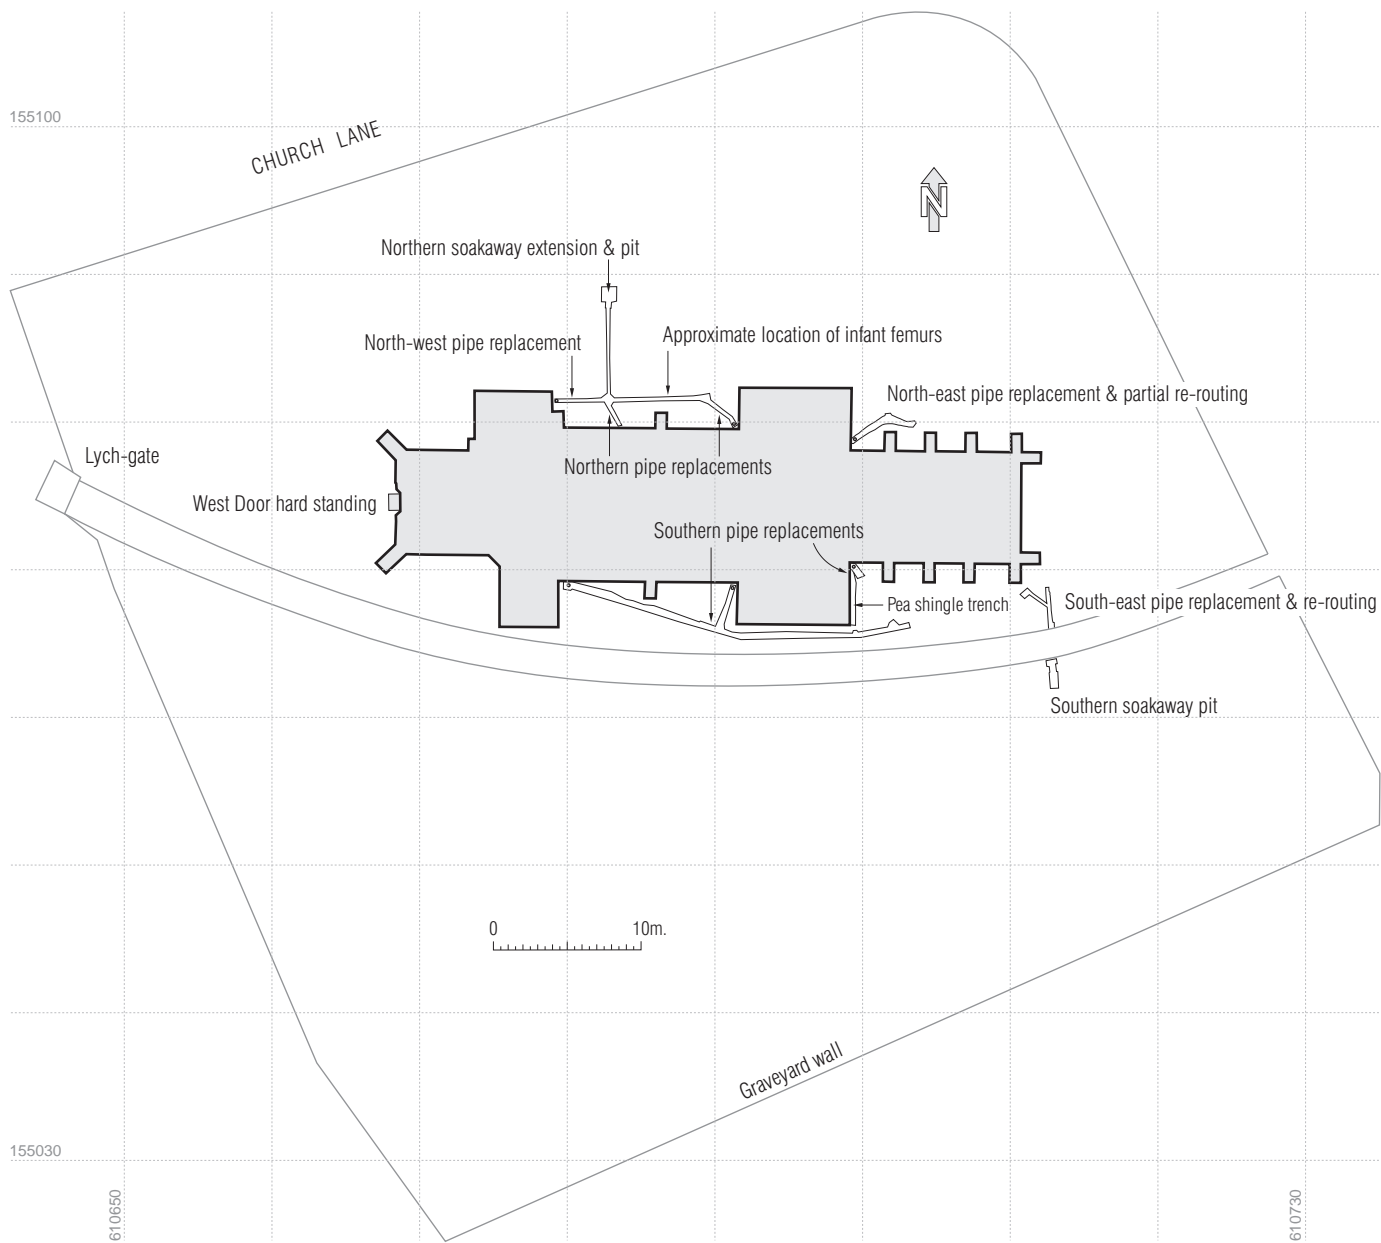 155100
CHURCH LANE
N
Northern soakaway extension & pit
Approximate location of infant femurs
North-west pipe replacement
North-east pipe replacement & partial re-routing
Lych-gate
Northern pipe replacements
West Door hard standing
Southern pipe replacements
Pea shingle trench
South-east pipe replacement & re-routing
Southern soakaway pit
0 10m.
Graveyard wall
155030
610650
610730